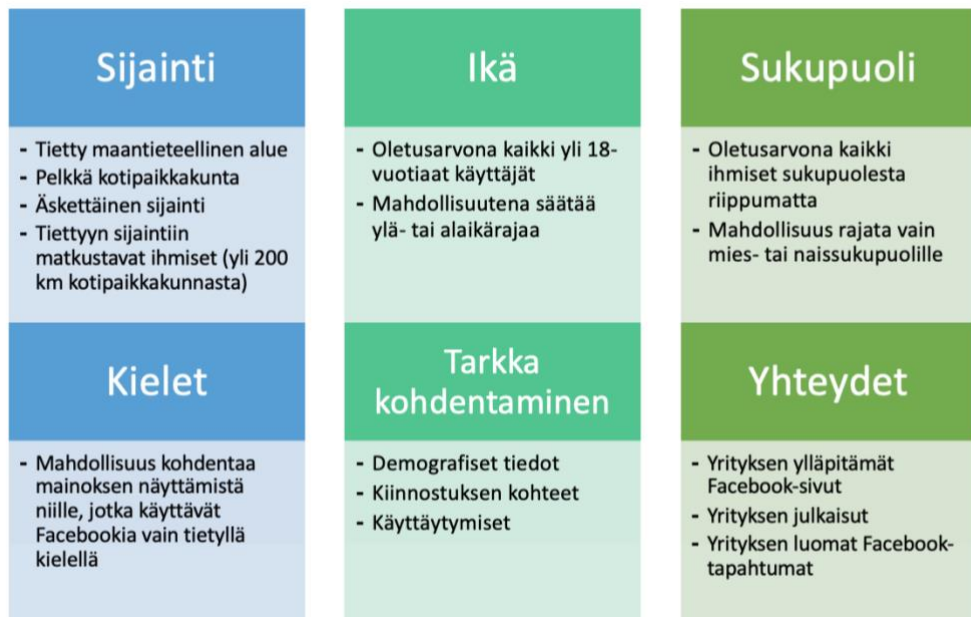 Sijainti
- Tietty maantieteellinen alue
- Pelkkä kotipaikkakunta
- Äskettäinen sijainti
- Tiettyyn sijaintiin
matkustavat ihmiset (yli 200
km kotipaikkakunnasta)
Ikä
- Oletusarvona kaikki yli 18-
vuotiaat käyttäjät
- Mahdollisuutena säätää
ylä- tai alaikärajaa
Sukupuoli
- Oletusarvona kaikki
ihmiset sukupuolesta
riippumatta
- Mahdollisuus rajata vain
mies- tai naissukupuolille
Kielet
- Mahdollisuus kohdentaa
mainoksen näyttämistä
niille, jotka käyttävät
Facebookia vain tietyllä
kielellä
Tarkka
kohdentaminen
- Demografiset tiedot
- Kiinnostuksen kohteet
- Käyttäytymiset
Yhteydet
- Yrityksen ylläpitämät
Facebook-sivut
- Yrityksen julkaisut
- Yrityksen luomat Facebook-
tapahtumat